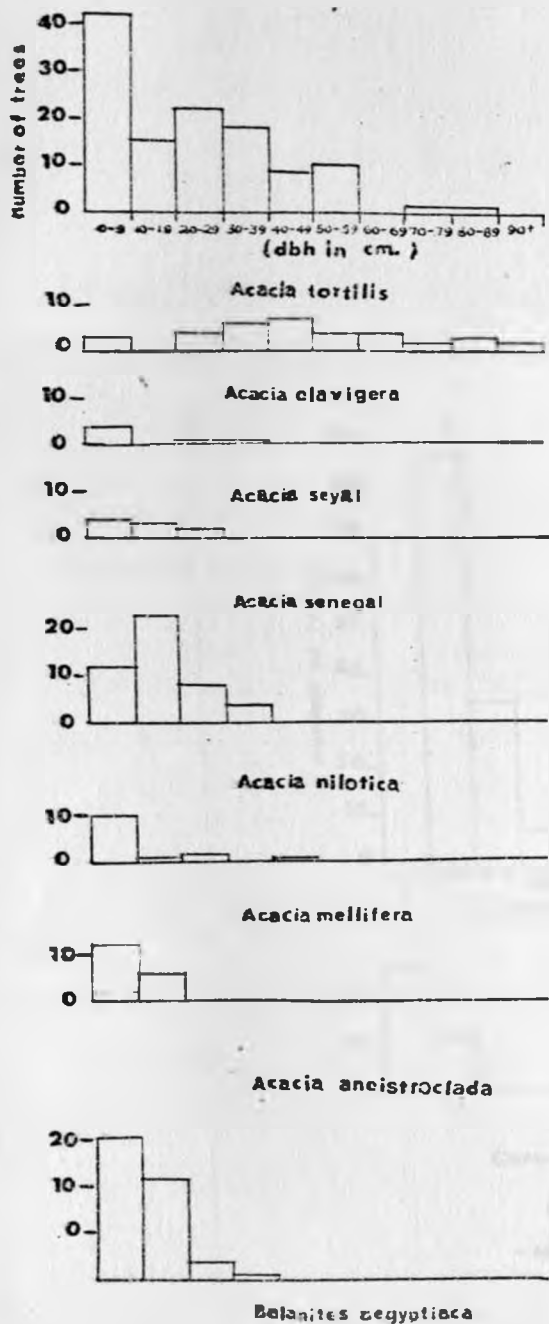 Number of trees
40-
30-
20-
10-
0
0-9 10-19 20-29 30-39 40-49 50-59 60-69 70-79 80-89 90+
(dbh in cm.)
Acacia tortilis
10-
0
Acacia clavigera
10-
0
Acacia seyal
10-
0
Acacia senegal
20-
10-
0
Acacia nilotica
10-
0
Acacia mellifera
10-
0
Acacia ancistroclada
20-
10-
0-
Balanites aegyptiaca